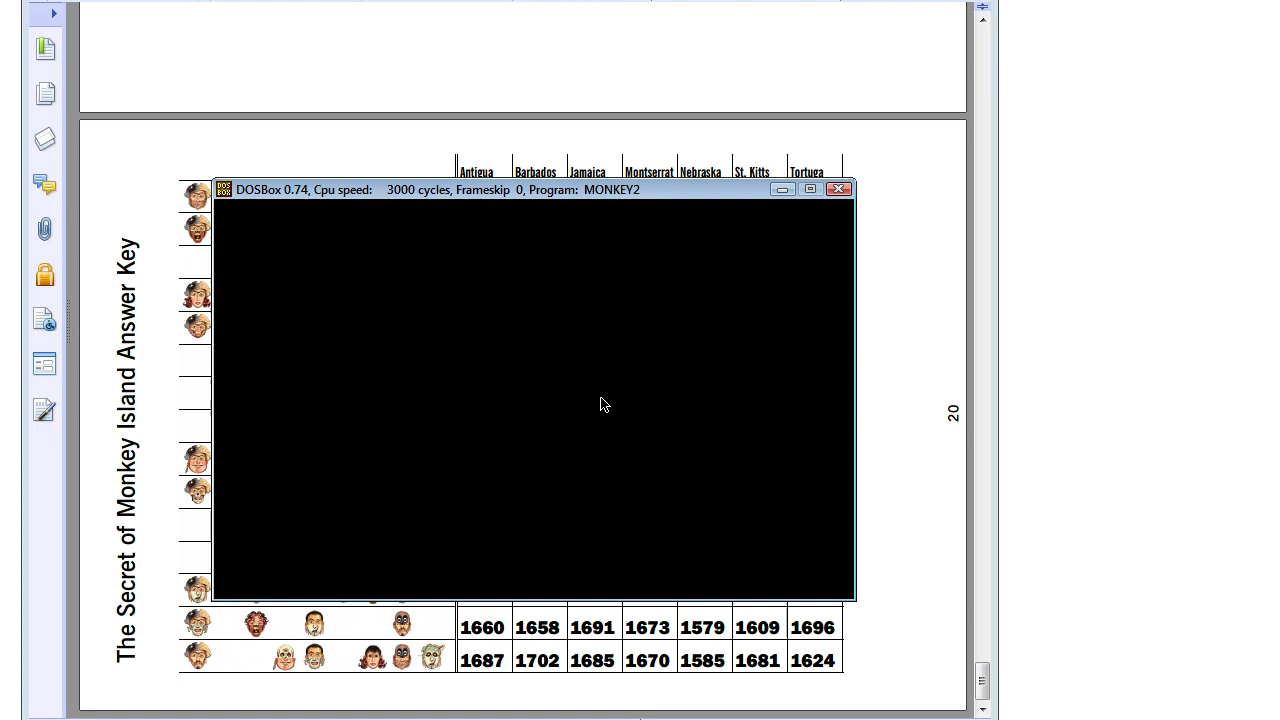 Antigua Barbados Jamaica Montserrat Nebraska St. Kitts Tortuga
DOS BOX DOSBox 0.74, Cpu speed: 3000 cycles, Frameskip 0, Program: MONKEY2
The Secret of Monkey Island Answer Key
20
1660 1658 1691 1673 1579 1609 1696
1687 1702 1685 1670 1585 1681 1624